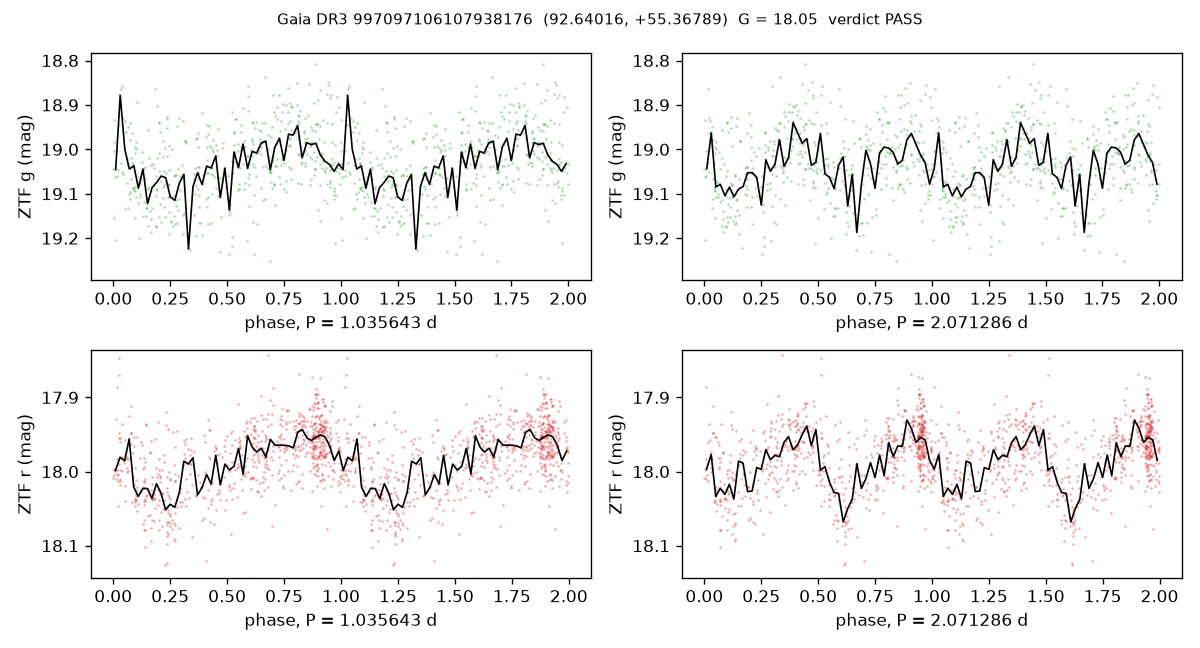 Gaia DR3 997097106107938176  (92.64016, +55.36789)  G = 18.05  verdict PASS
ZTF g (mag)
18.8
18.9
19.0
19.1
19.2
0.00 0.25 0.50 0.75 1.00 1.25 1.50 1.75 2.00
phase, P = 1.035643 d
ZTF g (mag)
18.8
18.9
19.0
19.1
19.2
0.00 0.25 0.50 0.75 1.00 1.25 1.50 1.75 2.00
phase, P = 2.071286 d
ZTF r (mag)
17.9
18.0
18.1
0.00 0.25 0.50 0.75 1.00 1.25 1.50 1.75 2.00
phase, P = 1.035643 d
ZTF r (mag)
17.9
18.0
18.1
0.00 0.25 0.50 0.75 1.00 1.25 1.50 1.75 2.00
phase, P = 2.071286 d